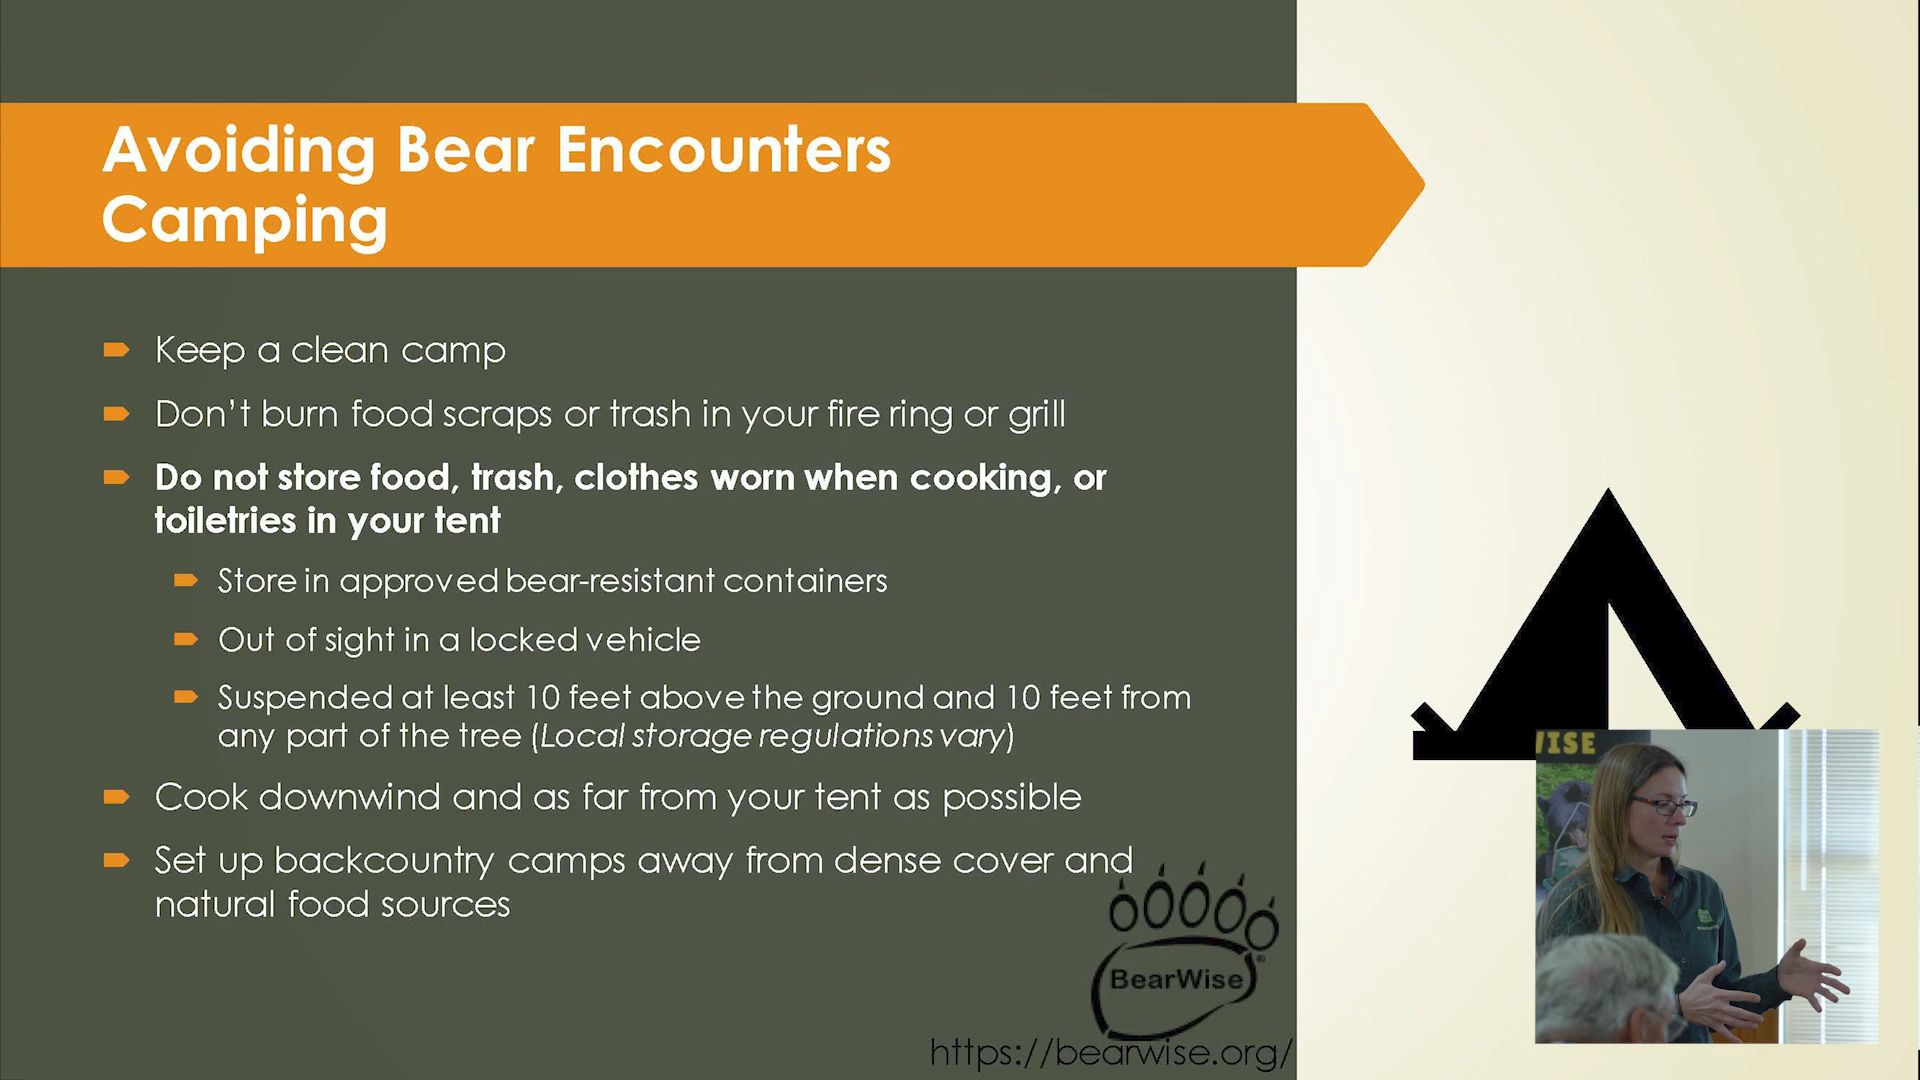 Avoiding Bear Encounters
Camping
Keep a clean camp
Don't burn food scraps or trash in your fire ring or grill
Do not store food, trash, clothes worn when cooking, or
toiletries in your tent
Store in approved bear-resistant containers
Out of sight in a locked vehicle
Suspended at least 10 feet above the ground and 10 feet from
any part of the tree (Local storage regulations vary)
Cook downwind and as far from your tent as possible
Set up backcountry camps away from dense cover and
natural food sources
BearWise®
https://bearwise.org/
WISE